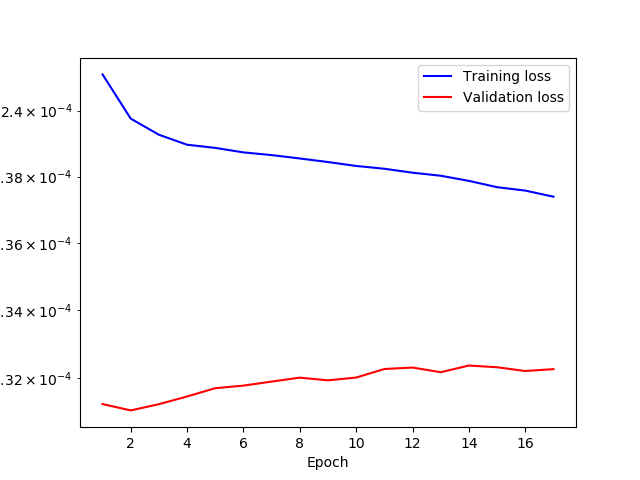 Training loss
Validation loss
2.4 × 10⁻⁴
.38 × 10⁻⁴
.36 × 10⁻⁴
.34 × 10⁻⁴
.32 × 10⁻⁴
2 4 6 8 10 12 14 16
Epoch